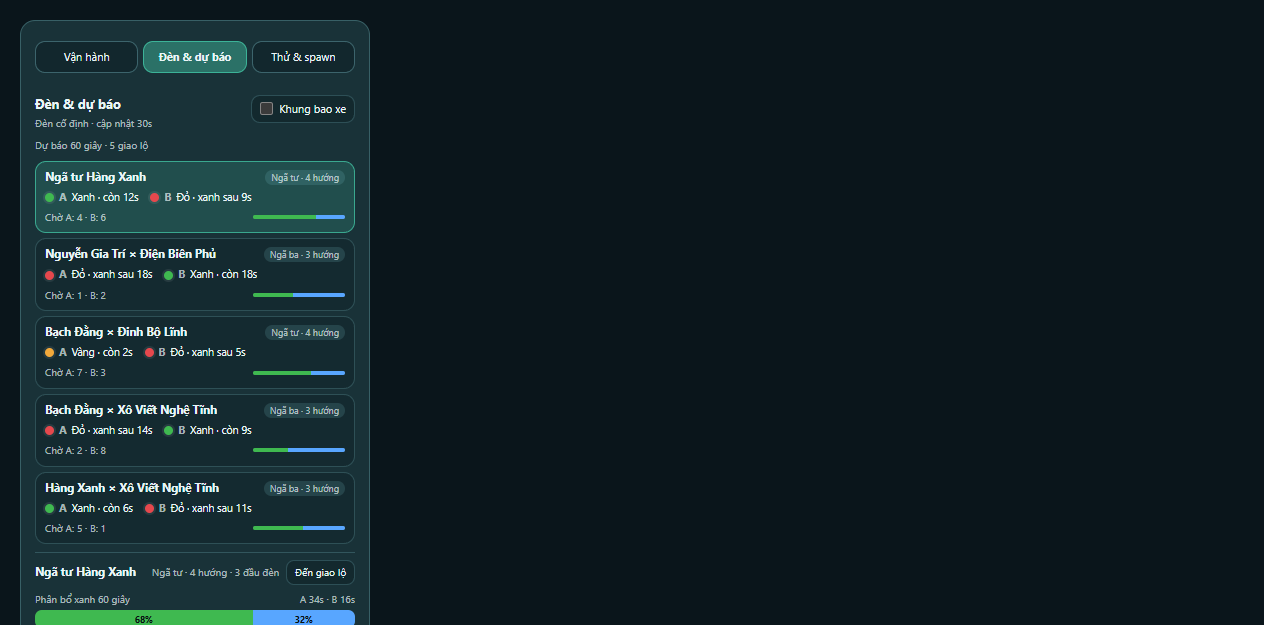 Vận hành
Đèn & dự báo
Thử & spawn
Đèn & dự báo
Khung bao xe
Đèn cố định · cập nhật 30s
Dự báo 60 giây · 5 giao lộ
Ngã tư Hàng Xanh
Ngã tư · 4 hướng
A Xanh · còn 12s B Đỏ · xanh sau 9s
Chờ A: 4 · B: 6
Nguyễn Gia Trí × Điện Biên Phủ
Ngã ba · 3 hướng
A Đỏ · xanh sau 18s B Xanh · còn 18s
Chờ A: 1 · B: 2
Bạch Đằng × Đinh Bộ Lĩnh
Ngã tư · 4 hướng
A Vàng · còn 2s B Đỏ · xanh sau 5s
Chờ A: 7 · B: 3
Bạch Đằng × Xô Viết Nghệ Tĩnh
Ngã ba · 3 hướng
A Đỏ · xanh sau 14s B Xanh · còn 9s
Chờ A: 2 · B: 8
Hàng Xanh × Xô Viết Nghệ Tĩnh
Ngã ba · 3 hướng
A Xanh · còn 6s B Đỏ · xanh sau 11s
Chờ A: 5 · B: 1
Ngã tư Hàng Xanh
Ngã tư · 4 hướng · 3 đầu đèn
Đến giao lộ
Phân bổ xanh 60 giây
A 34s · B 16s
68%
32%